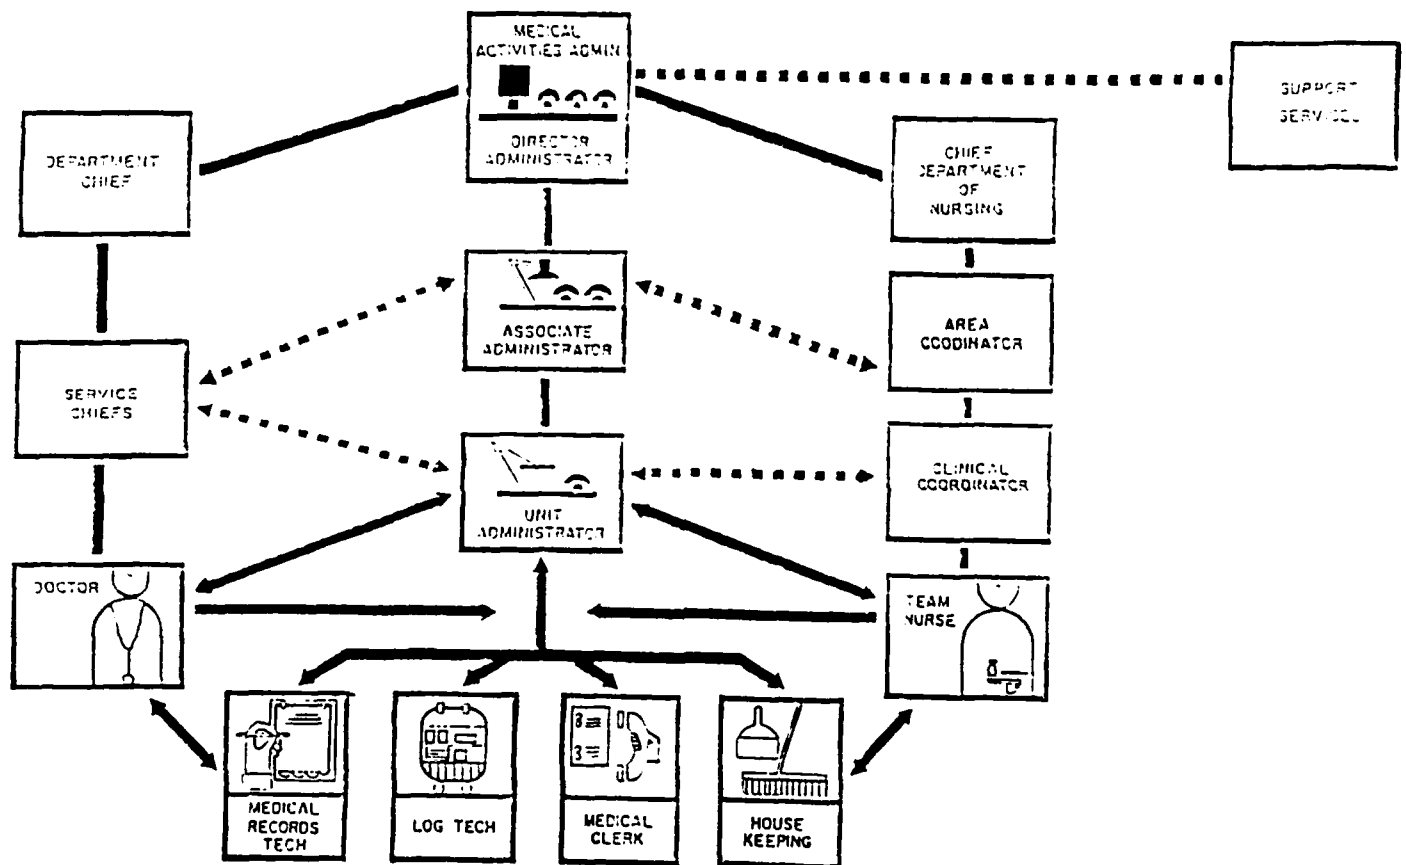 MEDICAL
ACTIVITIES ADMIN
DIRECTOR
ADMINISTRATOR
SUPPORT
DEPARTMENT
CHIEF
CHIEF
DEPARTMENT
OF
NURSING
ASSOCIATE
ADMINISTRATOR
AREA
COODINATOR
SERVICE
CHIEFS
UNIT
ADMINISTRATOR
CLINICAL
COORDINATOR
DOCTOR
TEAM
NURSE
MEDICAL
RECORDS
TECH
LOG TECH
MEDICAL
CLERK
HOUSE
KEEPING